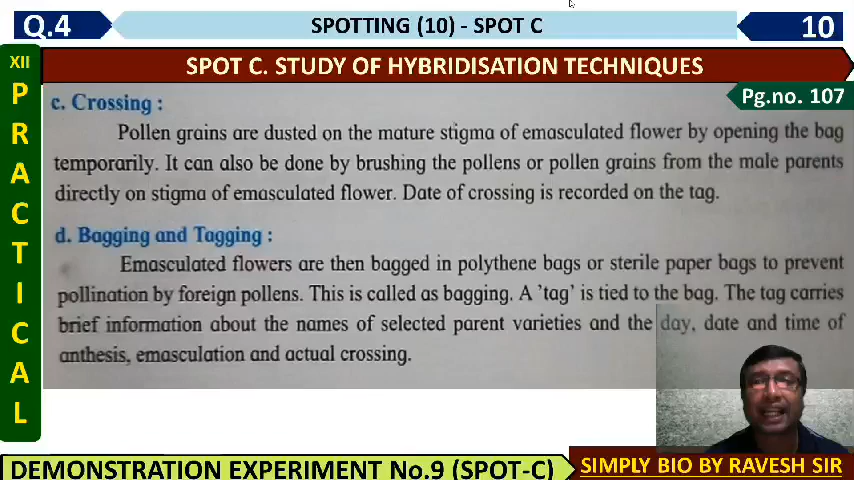 Q.4
SPOTTING (10) - SPOT C
10
XII
PRACTICAL
SPOT C. STUDY OF HYBRIDISATION TECHNIQUES
Pg.no. 107
c. Crossing :
Pollen grains are dusted on the mature stigma of emasculated flower by opening the bag
temporarily. It can also be done by brushing the pollens or pollen grains from the male parents
directly on stigma of emasculated flower. Date of crossing is recorded on the tag.
d. Bagging and Tagging :
Emasculated flowers are then bagged in polythene bags or sterile paper bags to prevent
pollination by foreign pollens. This is called as bagging. A 'tag' is tied to the bag. The tag carries
brief information about the names of selected parent varieties and the day, date and time of
anthesis, emasculation and actual crossing.
DEMONSTRATION EXPERIMENT No.9 (SPOT-C)
SIMPLY BIO BY RAVESH SIR